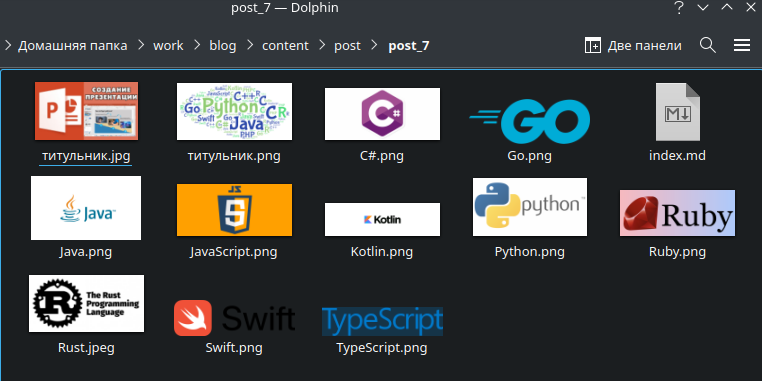 post_7 — Dolphin
Домашняя папка work blog content post post_7 Две панели
P СОЗДАНИЕ ПРЕЗЕНТАЦИИ
титульник.jpg
JavaScript C++ C Go Python C R Swift Java PHP
титульник.png
C#
C#.png
GO
Go.png
M
index.md
Java
Java.png
JS
JavaScript.png
Kotlin
Kotlin.png
python
Python.png
Ruby
Ruby.png
R The Rust
Programming
Language
Rust.jpeg
Swift
Swift.png
TypeScript
TypeScript.png